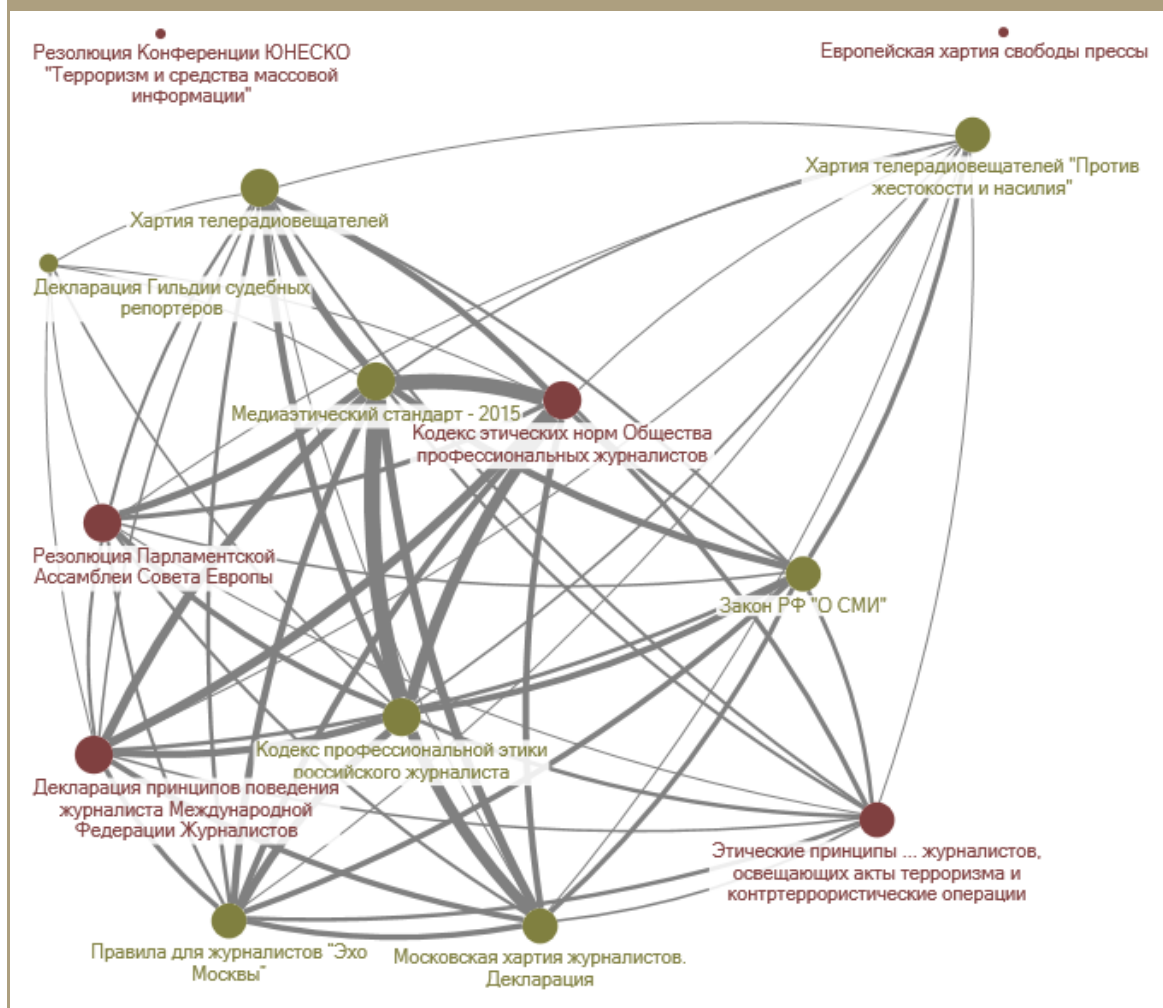 Резолюция Конференции ЮНЕСКО
"Терроризм и средства массовой
информации"
Европейская хартия свободы прессы
Хартия телерадиовещателей "Против
жестокости и насилия"
Хартия телерадиовещателей
Декларация Гильдии судебных
репортеров
Медиаэтический стандарт - 2015
Кодекс этических норм Общества
профессиональных журналистов
Резолюция Парламентской
Ассамблеи Совета Европы
Закон РФ "О СМИ"
Кодекс профессиональной этики
российского журналиста
Декларация принципов поведения
журналиста Международной
Федерации Журналистов
Этические принципы ... журналистов,
освещающих акты терроризма и
контртеррористические операции
Правила для журналистов "Эхо
Москвы"
Московская хартия журналистов.
Декларация